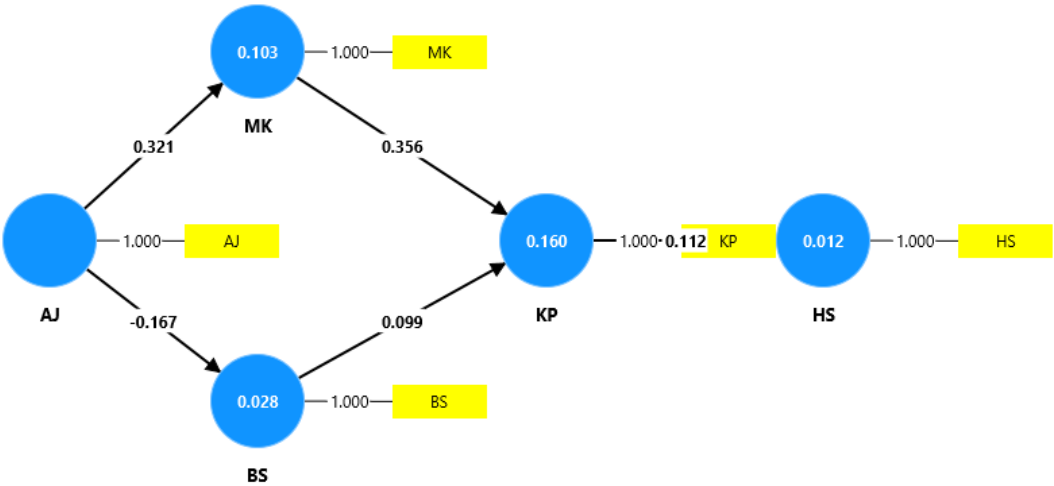 0.103
1.000
MK
MK
0.321
0.356
1.000
AJ
AJ
0.160
1.000
0.112
KP
KP
0.012
1.000
HS
HS
-0.167
0.099
0.028
1.000
BS
BS